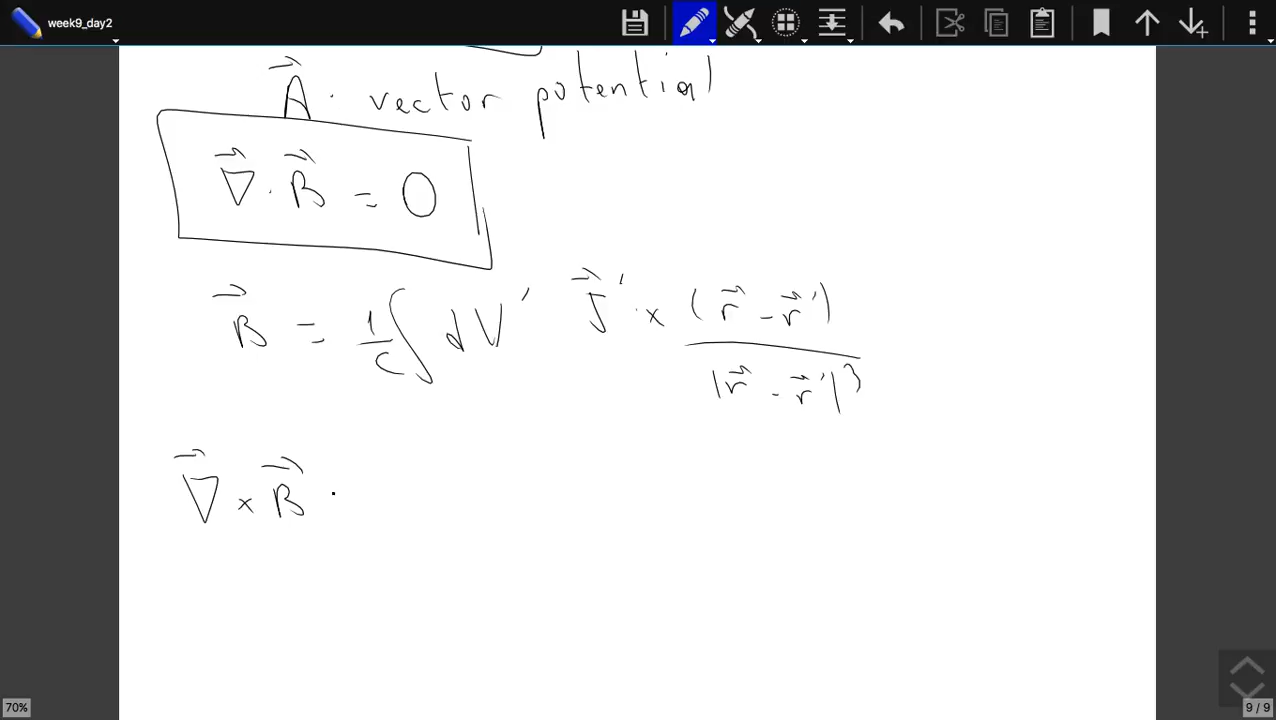 week9_day2
A⃗ · vector potential
∇⃗ · B⃗ = 0
B⃗ = 1/C ∫ dV' J⃗' × (r⃗ - r⃗') / |r⃗ - r⃗'|³
∇⃗ × B⃗ ·
70%
9 / 9